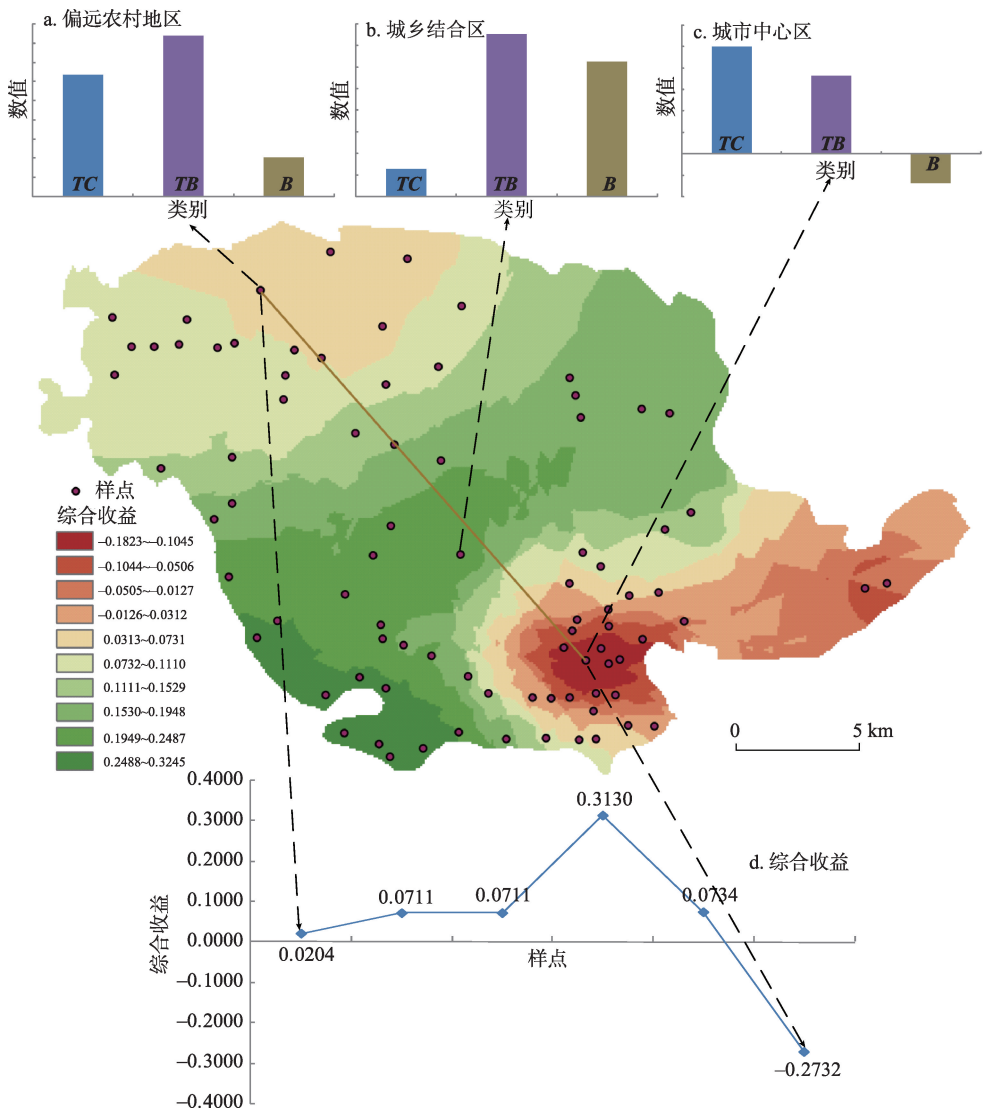 a. 偏远农村地区
b. 城乡结合区
c. 城市中心区
数值
TC
TB
B
类别
数值
TC
TB
B
类别
数值
TC
TB
B
类别
样点
综合收益
–0.1823~–0.1045
–0.1044~–0.0506
–0.0505~–0.0127
–0.0126~0.0312
0.0313~0.0731
0.0732~0.1110
0.1111~0.1529
0.1530~0.1948
0.1949~0.2487
0.2488~0.3245
0
5 km
0.4000
0.3000
0.2000
0.1000
0.0000
–0.1000
–0.2000
–0.3000
–0.4000
综合收益
0.0204
0.0711
0.0711
0.3130
0.0734
–0.2732
样点
d. 综合收益